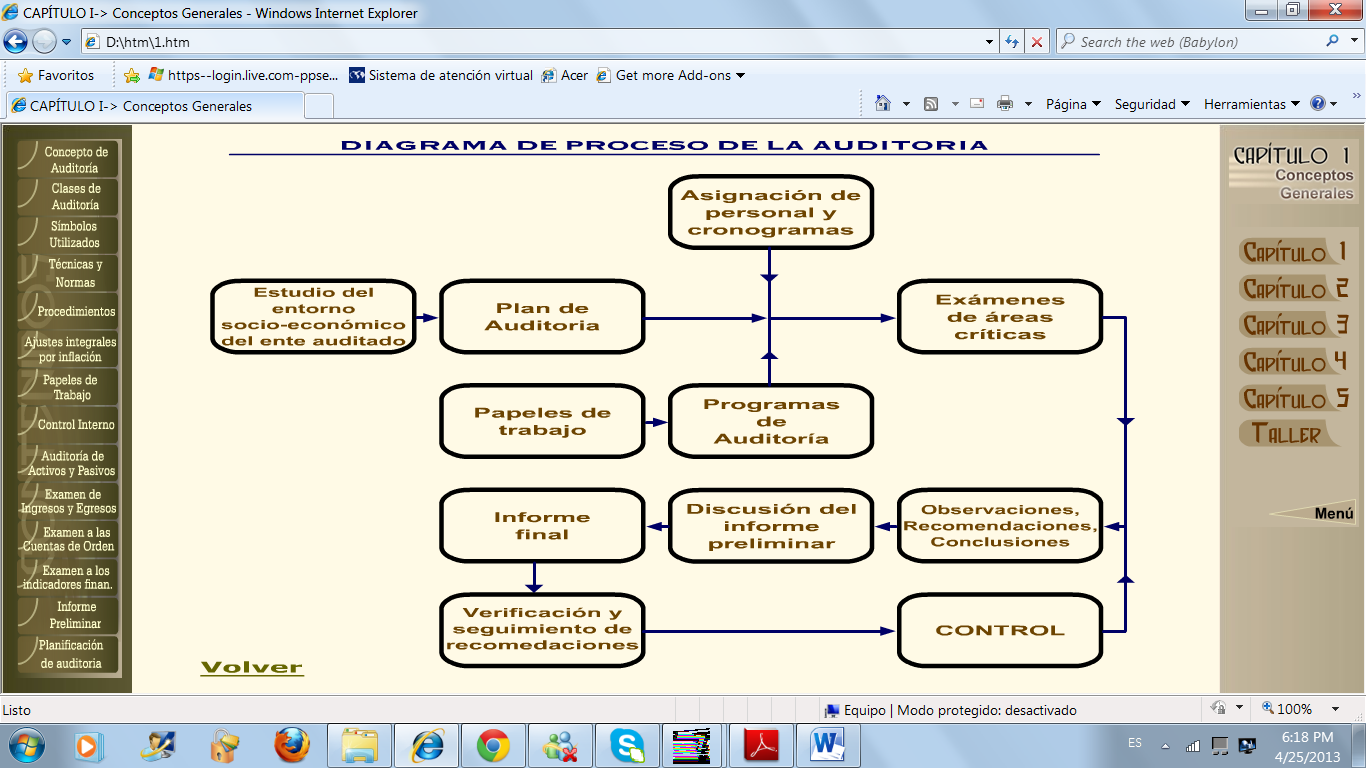 CAPÍTULO I-> Conceptos Generales - Windows Internet Explorer
D:\htm\1.htm
Search the web (Babylon)
Favoritos
https--login.live.com-ppse...
Sistema de atención virtual
Acer
Get more Add-ons
CAPÍTULO I-> Conceptos Generales
Página
Seguridad
Herramientas
Concepto de
Auditoría
Clases de
Auditoría
Símbolos
Utilizados
Técnicas y
Normas
Procedimientos
Ajustes integrales
por inflación
Papeles de
Trabajo
Control Interno
Auditoría de
Activos y Pasivos
Examen de
Ingresos y Egresos
Examen a las
Cuentas de Orden
Examen a los
indicadores finan.
Informe
Preliminar
Planificación
de auditoria
DIAGRAMA DE PROCESO DE LA AUDITORIA
Asignación de
personal y
cronogramas
Estudio del
entorno
socio-económico
del ente auditado
Plan de
Auditoria
Exámenes
de áreas
críticas
Papeles de
trabajo
Programas
de
Auditoría
Informe
final
Discusión del
informe
preliminar
Observaciones,
Recomendaciones,
Conclusiones
Verificación y
seguimiento de
recomedaciones
CONTROL
Volver
CAPÍTULO 1
Conceptos
Generales
CAPÍTULO 1
CAPÍTULO 2
CAPÍTULO 3
CAPÍTULO 4
CAPÍTULO 5
TALLER
Menú
Listo
Equipo | Modo protegido: desactivado
100%
ES
6:18 PM
4/25/2013